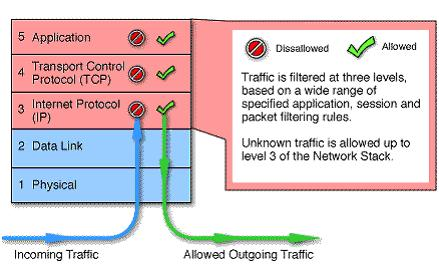 5 Application
4 Transport Control
Protocol (TCP)
3 Internet Protocol
(IP)
2 Data Link
1 Physical
Incoming Traffic
Allowed Outgoing Traffic
Disallowed
Allowed
Traffic is filtered at three levels,
based on a wide range of
specified application, session and
packet filtering rules.
Unknown traffic is allowed up to
level 3 of the Network Stack.